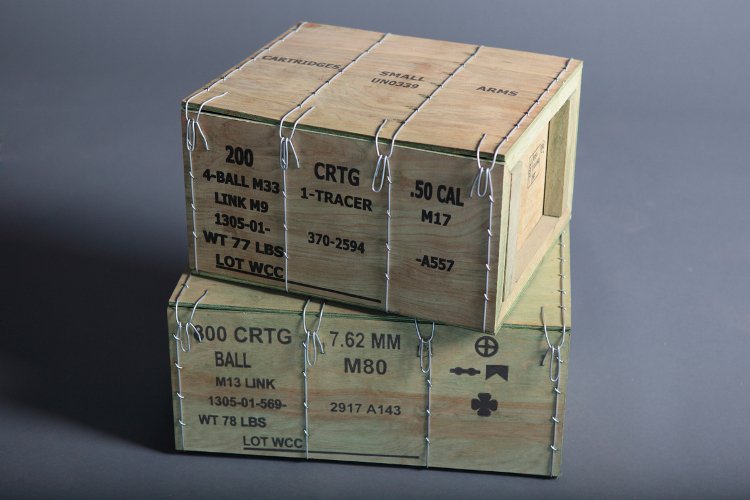 CARTRIDGES SMALL ARMS
UN0339
200 CRTG .50 CAL
4-BALL M33 1-TRACER M17
LINK M9
1305-01- 370-2594 -A557
WT 77 LBS
LOT WCC
300 CRTG 7.62 MM
BALL M80
M13 LINK
1305-01-569- 2917 A143
WT 78 LBS
LOT WCC